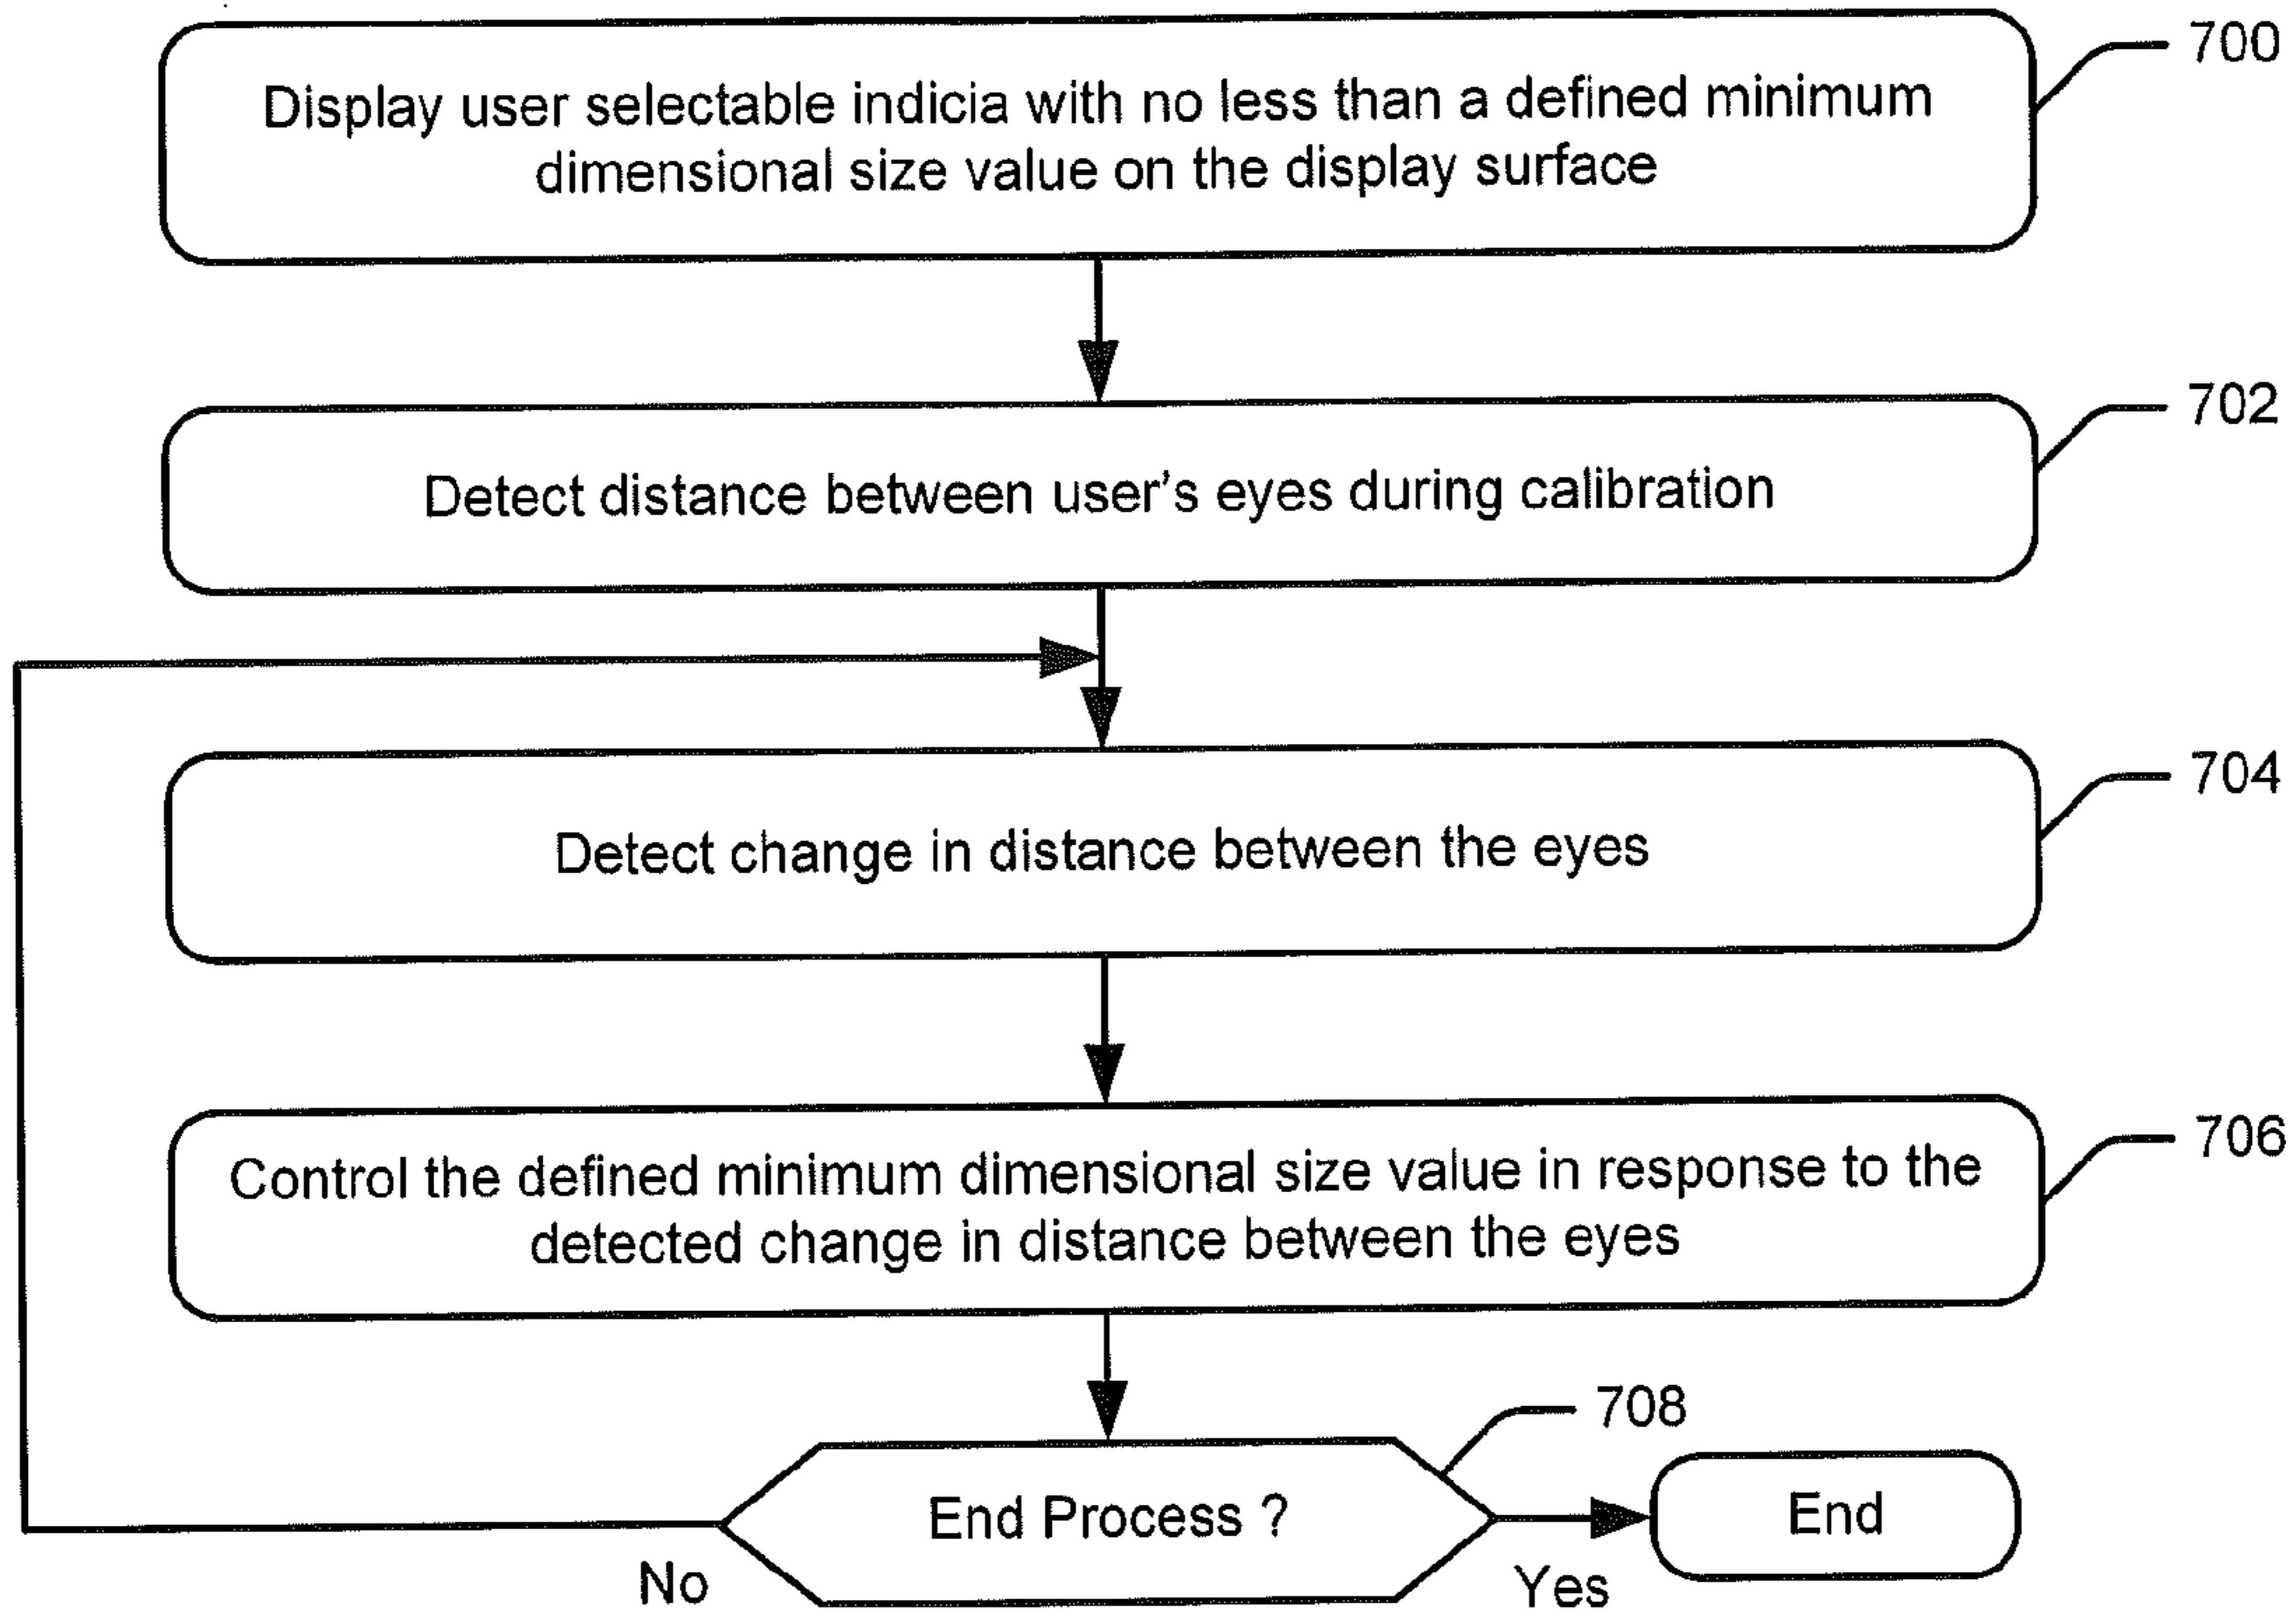 700
Display user selectable indicia with no less than a defined minimum
dimensional size value on the display surface
702
Detect distance between user's eyes during calibration
704
Detect change in distance between the eyes
706
Control the defined minimum dimensional size value in response to the
detected change in distance between the eyes
708
End Process ?
End
No
Yes